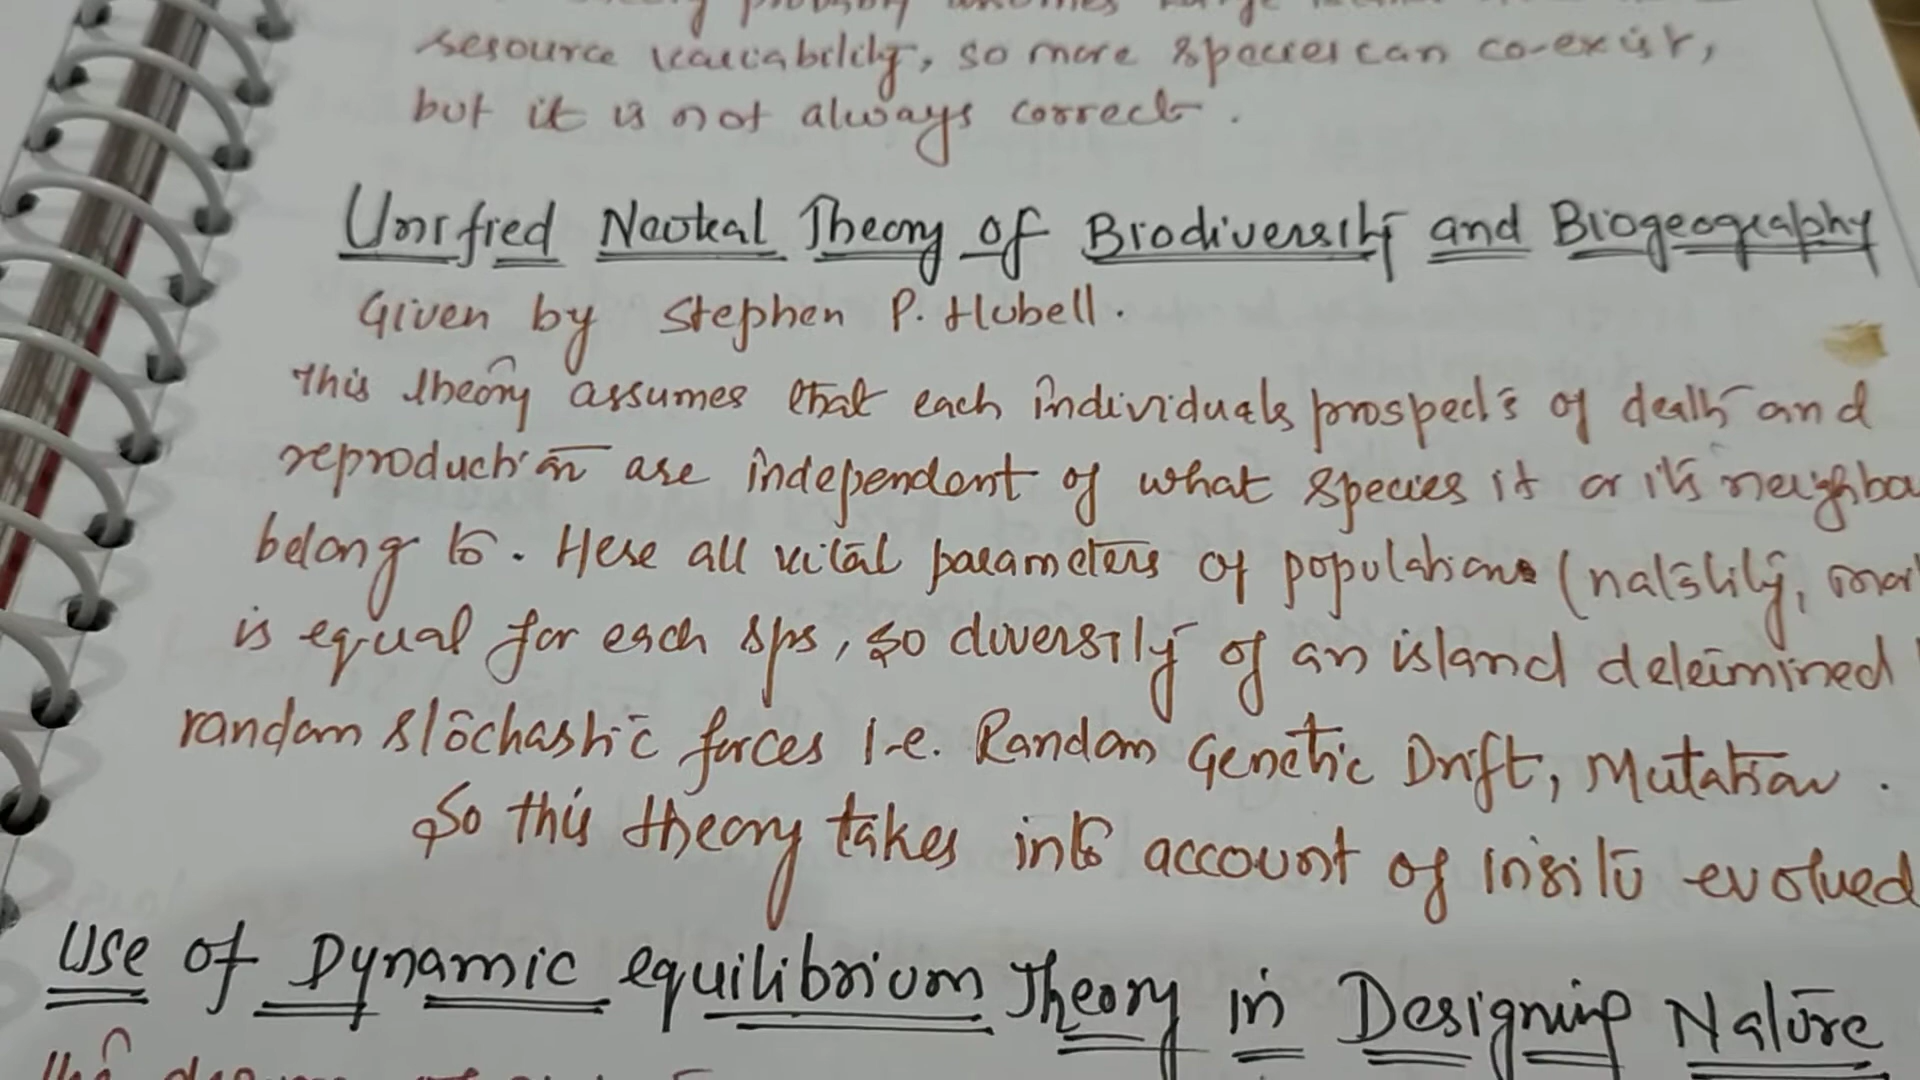 resource variability, so more species can co-exist,
but it is not always correct.
Unified Neutral Theory of Biodiversity and Biogeography
Given by Stephen P. Hubell.
This theory assumes that each individuals prospects of death and
reproduction are independent of what species it or its neighbo
belong to. Here all vital parameters of populations (natality, mor
is equal for each sps, so diversity of an island determined
random stochastic forces i.e. Random Genetic Drift, Mutation.
So this theory takes into account of insitu evolved
Use of Dynamic equilibrium Theory in Designing Nature